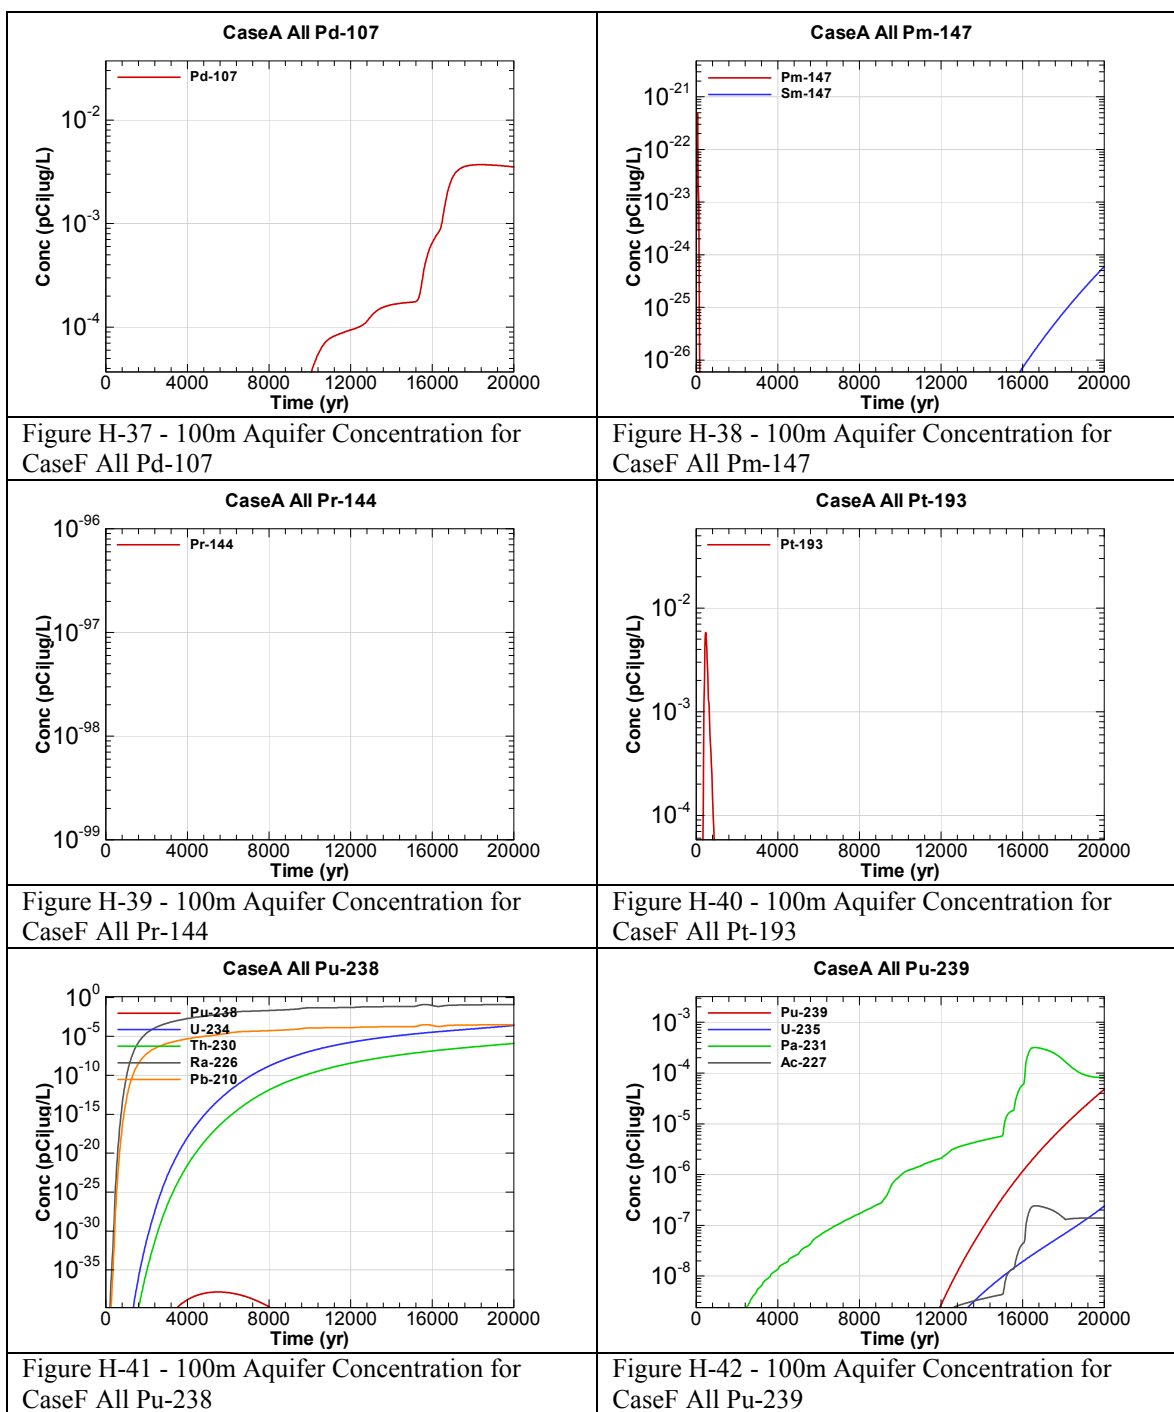 CaseA All Pd-107
Pd-107
Conc (pCi|ug/L)
10-2
10-3
10-4
0 4000 8000 12000 16000 20000
Time (yr)
Figure H-37 - 100m Aquifer Concentration for
CaseF All Pd-107
CaseA All Pm-147
Pm-147
Sm-147
Conc (pCi|ug/L)
10-21
10-22
10-23
10-24
10-25
10-26
0 4000 8000 12000 16000 20000
Time (yr)
Figure H-38 - 100m Aquifer Concentration for
CaseF All Pm-147
CaseA All Pr-144
Pr-144
Conc (pCi|ug/L)
10-96
10-97
10-98
10-99
0 4000 8000 12000 16000 20000
Time (yr)
Figure H-39 - 100m Aquifer Concentration for
CaseF All Pr-144
CaseA All Pt-193
Pt-193
Conc (pCi|ug/L)
10-2
10-3
10-4
0 4000 8000 12000 16000 20000
Time (yr)
Figure H-40 - 100m Aquifer Concentration for
CaseF All Pt-193
CaseA All Pu-238
Pu-238
U-234
Th-230
Ra-226
Pb-210
Conc (pCi|ug/L)
100
10-5
10-10
10-15
10-20
10-25
10-30
10-35
0 4000 8000 12000 16000 20000
Time (yr)
Figure H-41 - 100m Aquifer Concentration for
CaseF All Pu-238
CaseA All Pu-239
Pu-239
U-235
Pa-231
Ac-227
Conc (pCi|ug/L)
10-3
10-4
10-5
10-6
10-7
10-8
0 4000 8000 12000 16000 20000
Time (yr)
Figure H-42 - 100m Aquifer Concentration for
CaseF All Pu-239